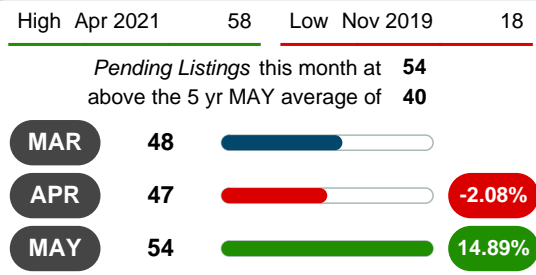 High Apr 2021 58 Low Nov 2019 18
Pending Listings this month at 54
above the 5 yr MAY average of 40
MAR 48
APR 47 -2.08%
MAY 54 14.89%